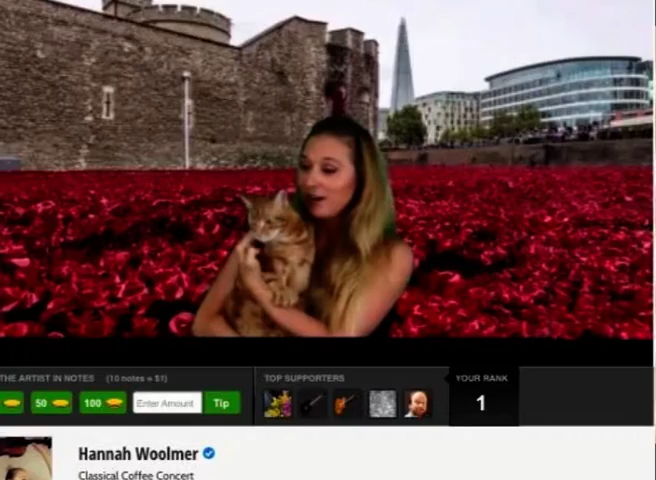 THE ARTIST IN NOTES (10 notes = $1)
TOP SUPPORTERS
YOUR RANK
50
100
Enter Amount
Tip
1
Hannah Woolmer
Classical Coffee Concert